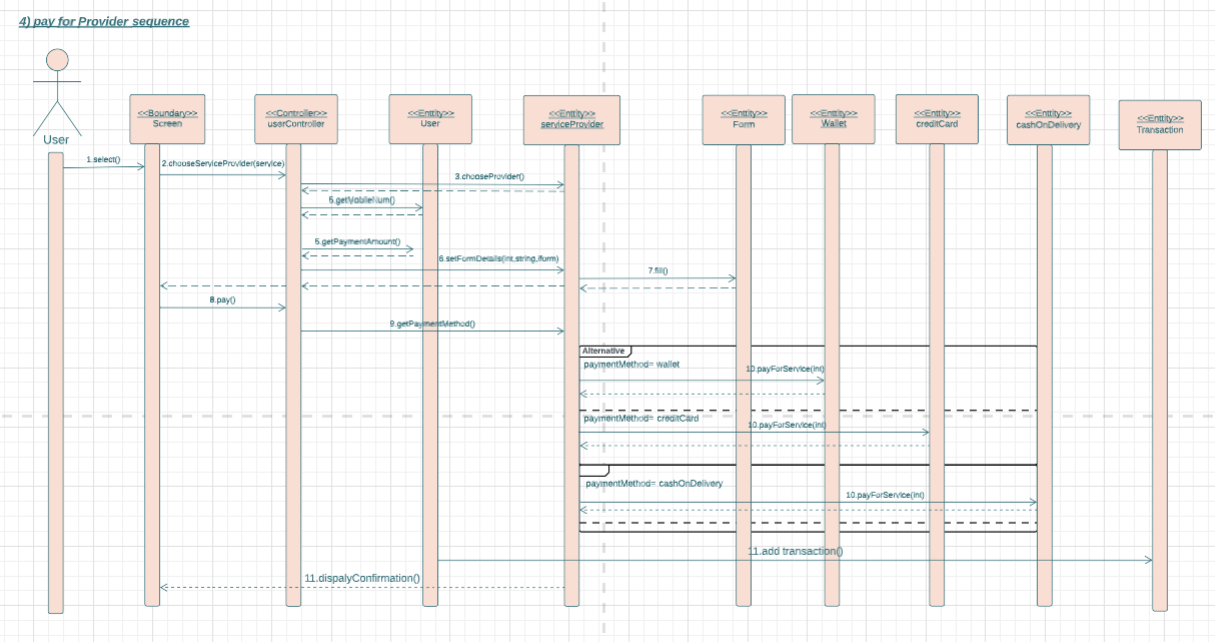 4) pay for Provider sequence
User
<<Boundary>>
Screen
<<Controller>>
userController
<<Entity>>
User
<<Entity>>
serviceProvider
<<Entity>>
Form
<<Entity>>
Wallet
<<Entity>>
creditCard
<<Entity>>
cashOnDelivery
<<Entity>>
Transaction
1.select()
2.chooseServiceProvider(service)
3.chooseProvider()
5.getMobileNum()
5.getPaymentAmount()
6.setFormDetails(int,string,Iform)
7.fill()
8.pay()
9.getPaymentMethod()
Alternative
paymentMethod= wallet
10.payForService(int)
paymentMethod= creditCard
10.payForService(int)
paymentMethod= cashOnDelivery
10.payForService(int)
11.add transaction()
11.dispalyConfirmation()